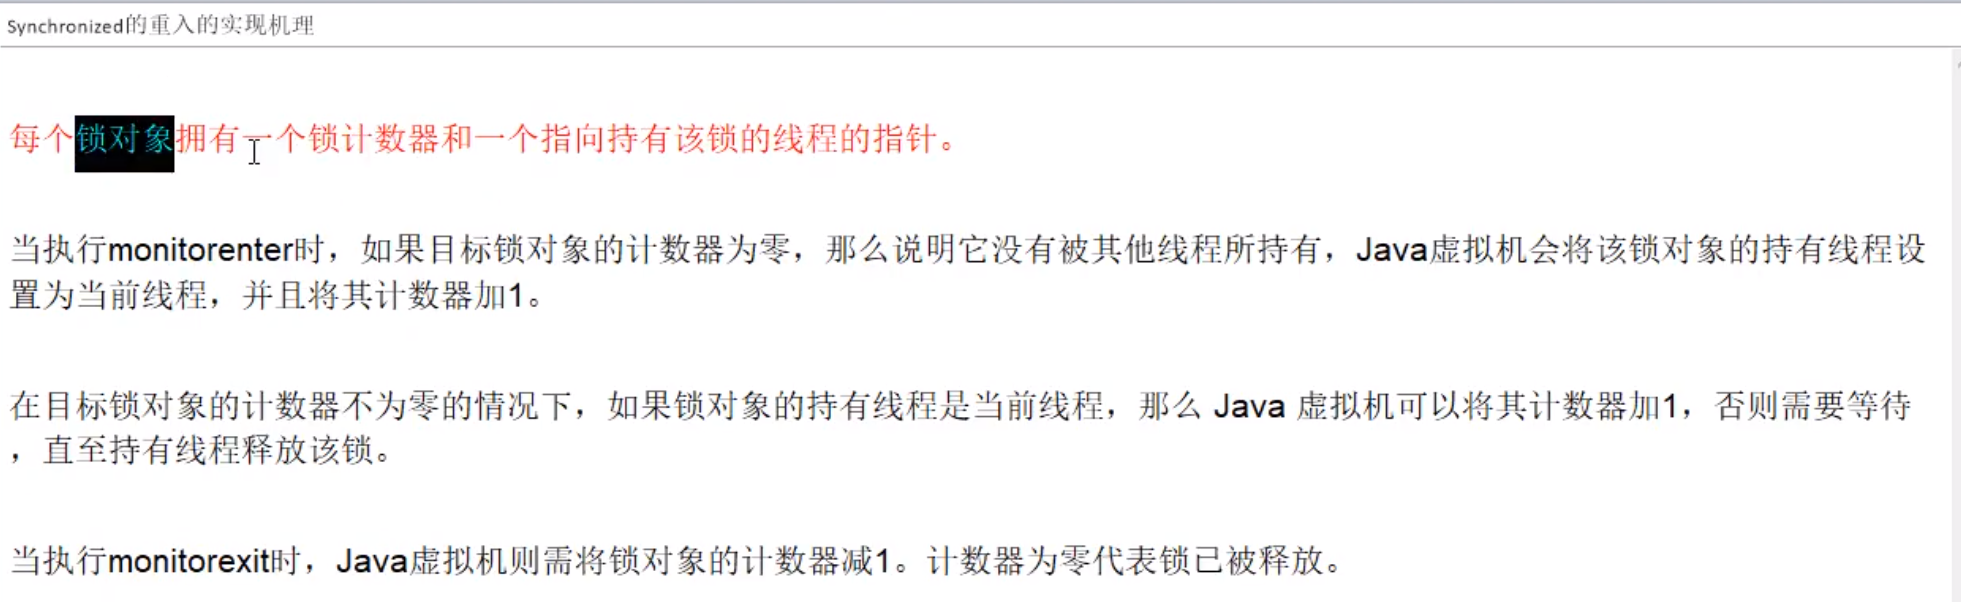 Synchronized的重入的实现机理
每个锁对象拥有一个锁计数器和一个指向持有该锁的线程的指针。
当执行monitorenter时，如果目标锁对象的计数器为零，那么说明它没有被其他线程所持有，Java虚拟机会将该锁对象的持有线程设
置为当前线程，并且将其计数器加1。
在目标锁对象的计数器不为零的情况下，如果锁对象的持有线程是当前线程，那么 Java 虚拟机可以将其计数器加1，否则需要等待
，直至持有线程释放该锁。
当执行monitorexit时，Java虚拟机则需将锁对象的计数器减1。计数器为零代表锁已被释放。